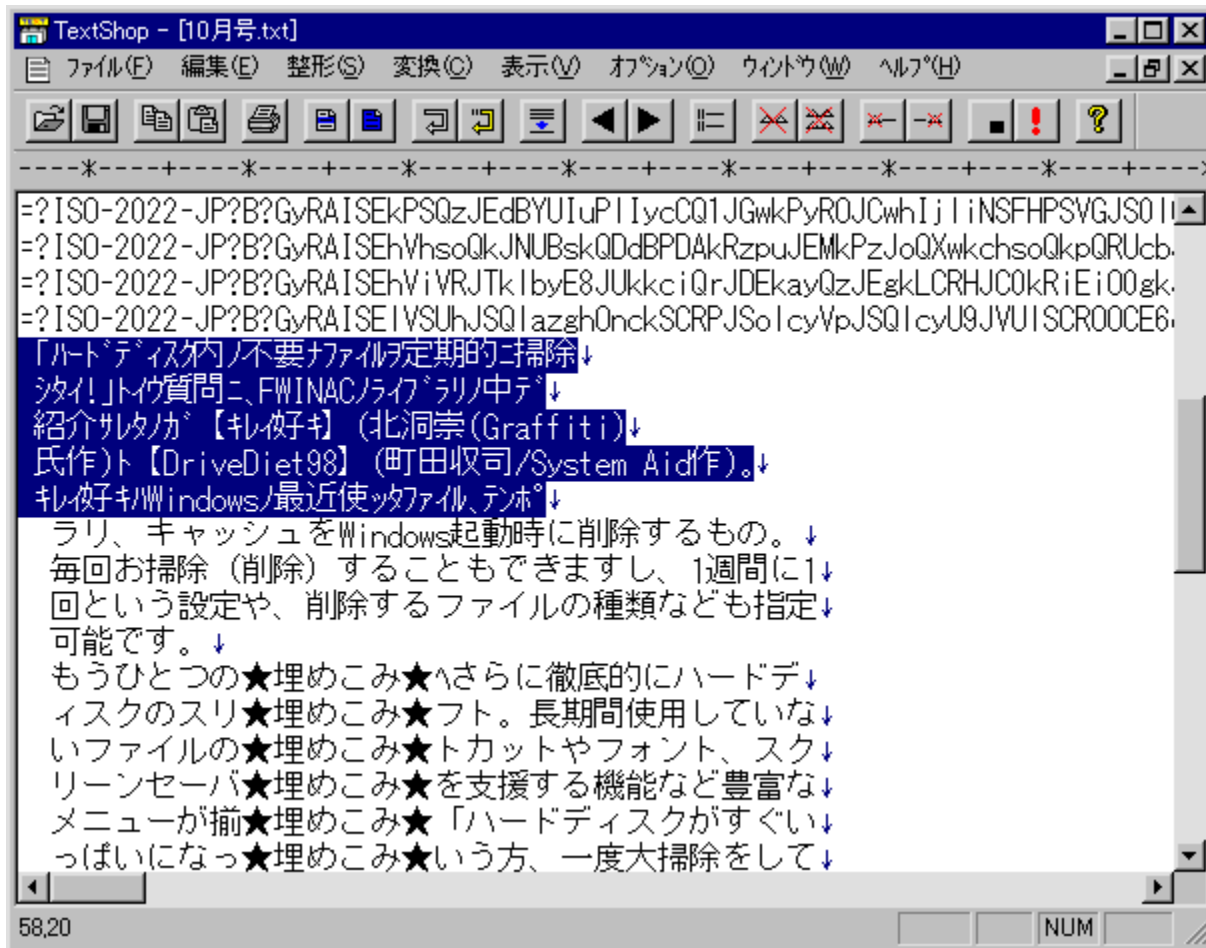 TextShop - [10月号.txt]
ﾌｧｲﾙ(F) 編集(E) 整形(S) 変換(C) 表示(V) ｵﾌﾟｼｮﾝ(O) ｳｨﾝﾄﾞｳ(W) ﾍﾙﾌﾟ(H)
----*----+----*----+----*----+----*----+----*----+----*----+----*----+----
=?ISO-2022-JP?B?
=?ISO-2022-JP?B?
=?ISO-2022-JP?B?
=?ISO-2022-JP?B?
｢ﾊｰﾄﾞﾃﾞｨｽｸ内ﾉ不要ﾅﾌｧｲﾙｦ定期的ﾆ掃除↓
ｼﾀｲ!｣ﾄｲｳ質問ﾆ､FWINACﾉﾗｲﾌﾞﾗﾘﾉ中ﾃﾞ↓
紹介ｻﾚﾀﾉｶﾞ【ｷﾚｲ好ｷ】(北洞崇(Graffiti)↓
氏作)ﾄ【DriveDiet98】(町田収司/System Aid作)｡↓
ｷﾚｲ好ｷﾊWindowsﾉ最近使ｯﾀﾌｧｲﾙ､ﾃﾝﾎﾟ↓
ラリ、キャッシュをWindows起動時に削除するもの。↓
毎回お掃除（削除）することもできますし、1週間に1↓
回という設定や、削除するファイルの種類なども指定↓
可能です。↓
もうひとつの★埋めこみ★へさらに徹底的にハードデ↓
ィスクのスリ★埋めこみ★フト。長期間使用していな↓
いファイルの★埋めこみ★トカットやフォント、スク↓
リーンセーバ★埋めこみ★を支援する機能など豊富な↓
メニューが揃★埋めこみ★「ハードディスクがすぐい↓
っぱいになっ★埋めこみ★いう方、一度大掃除をして↓
58,20
NUM